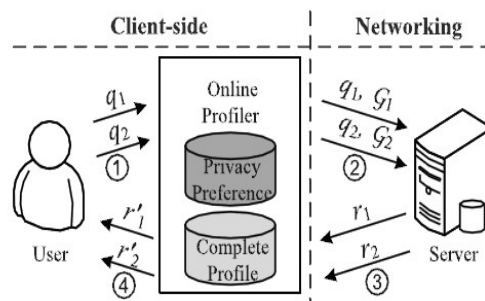 Client-side
Networking
Online
Profiler
q₁
q₂
①
Privacy
Preference
q₁, G₁
q₂, G₂
②
r′₁
r′₂
④
Complete
Profile
r₁
r₂
③
User
Server